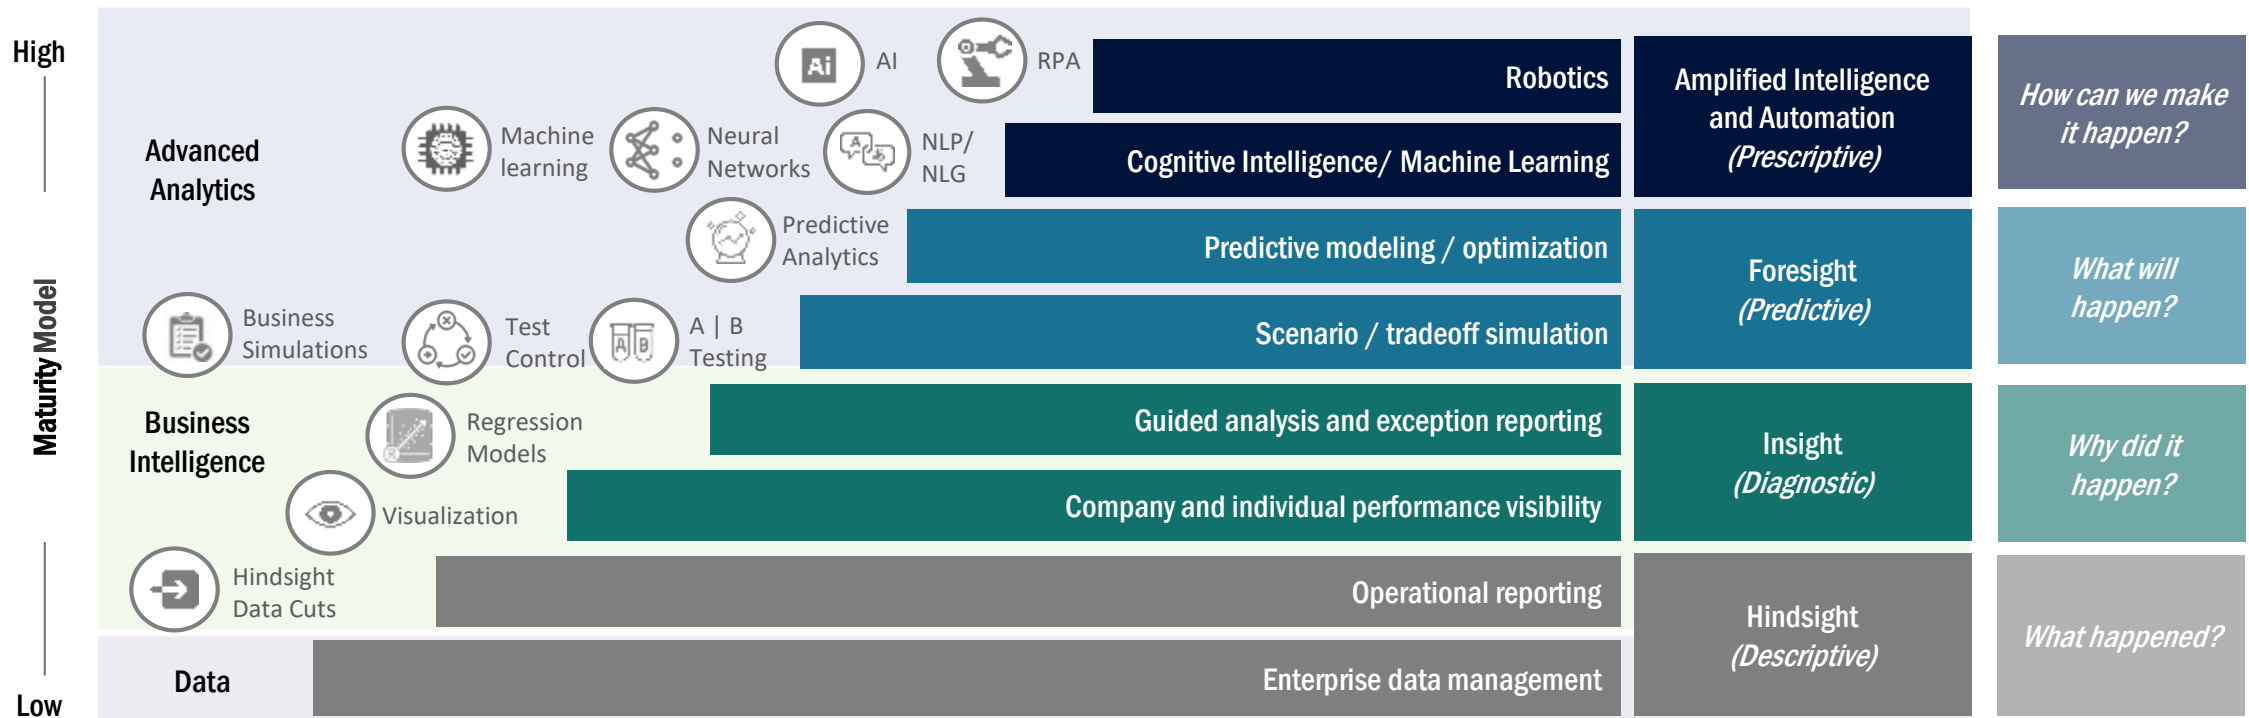 High
AI
RPA
Robotics
Amplified Intelligence
and Automation
(Prescriptive)
How can we make
it happen?
Advanced
Analytics
Machine
learning
Neural
Networks
NLP/
NLG
Cognitive Intelligence/ Machine Learning
Predictive
Analytics
Predictive modeling / optimization
Foresight
(Predictive)
What will
happen?
Maturity Model
Business
Simulations
Test
Control
A | B
Testing
Scenario / tradeoff simulation
Business
Intelligence
Regression
Models
Guided analysis and exception reporting
Insight
(Diagnostic)
Why did it
happen?
Visualization
Company and individual performance visibility
Hindsight
Data Cuts
Operational reporting
Hindsight
(Descriptive)
What happened?
Data
Enterprise data management
Low
Ai
A B